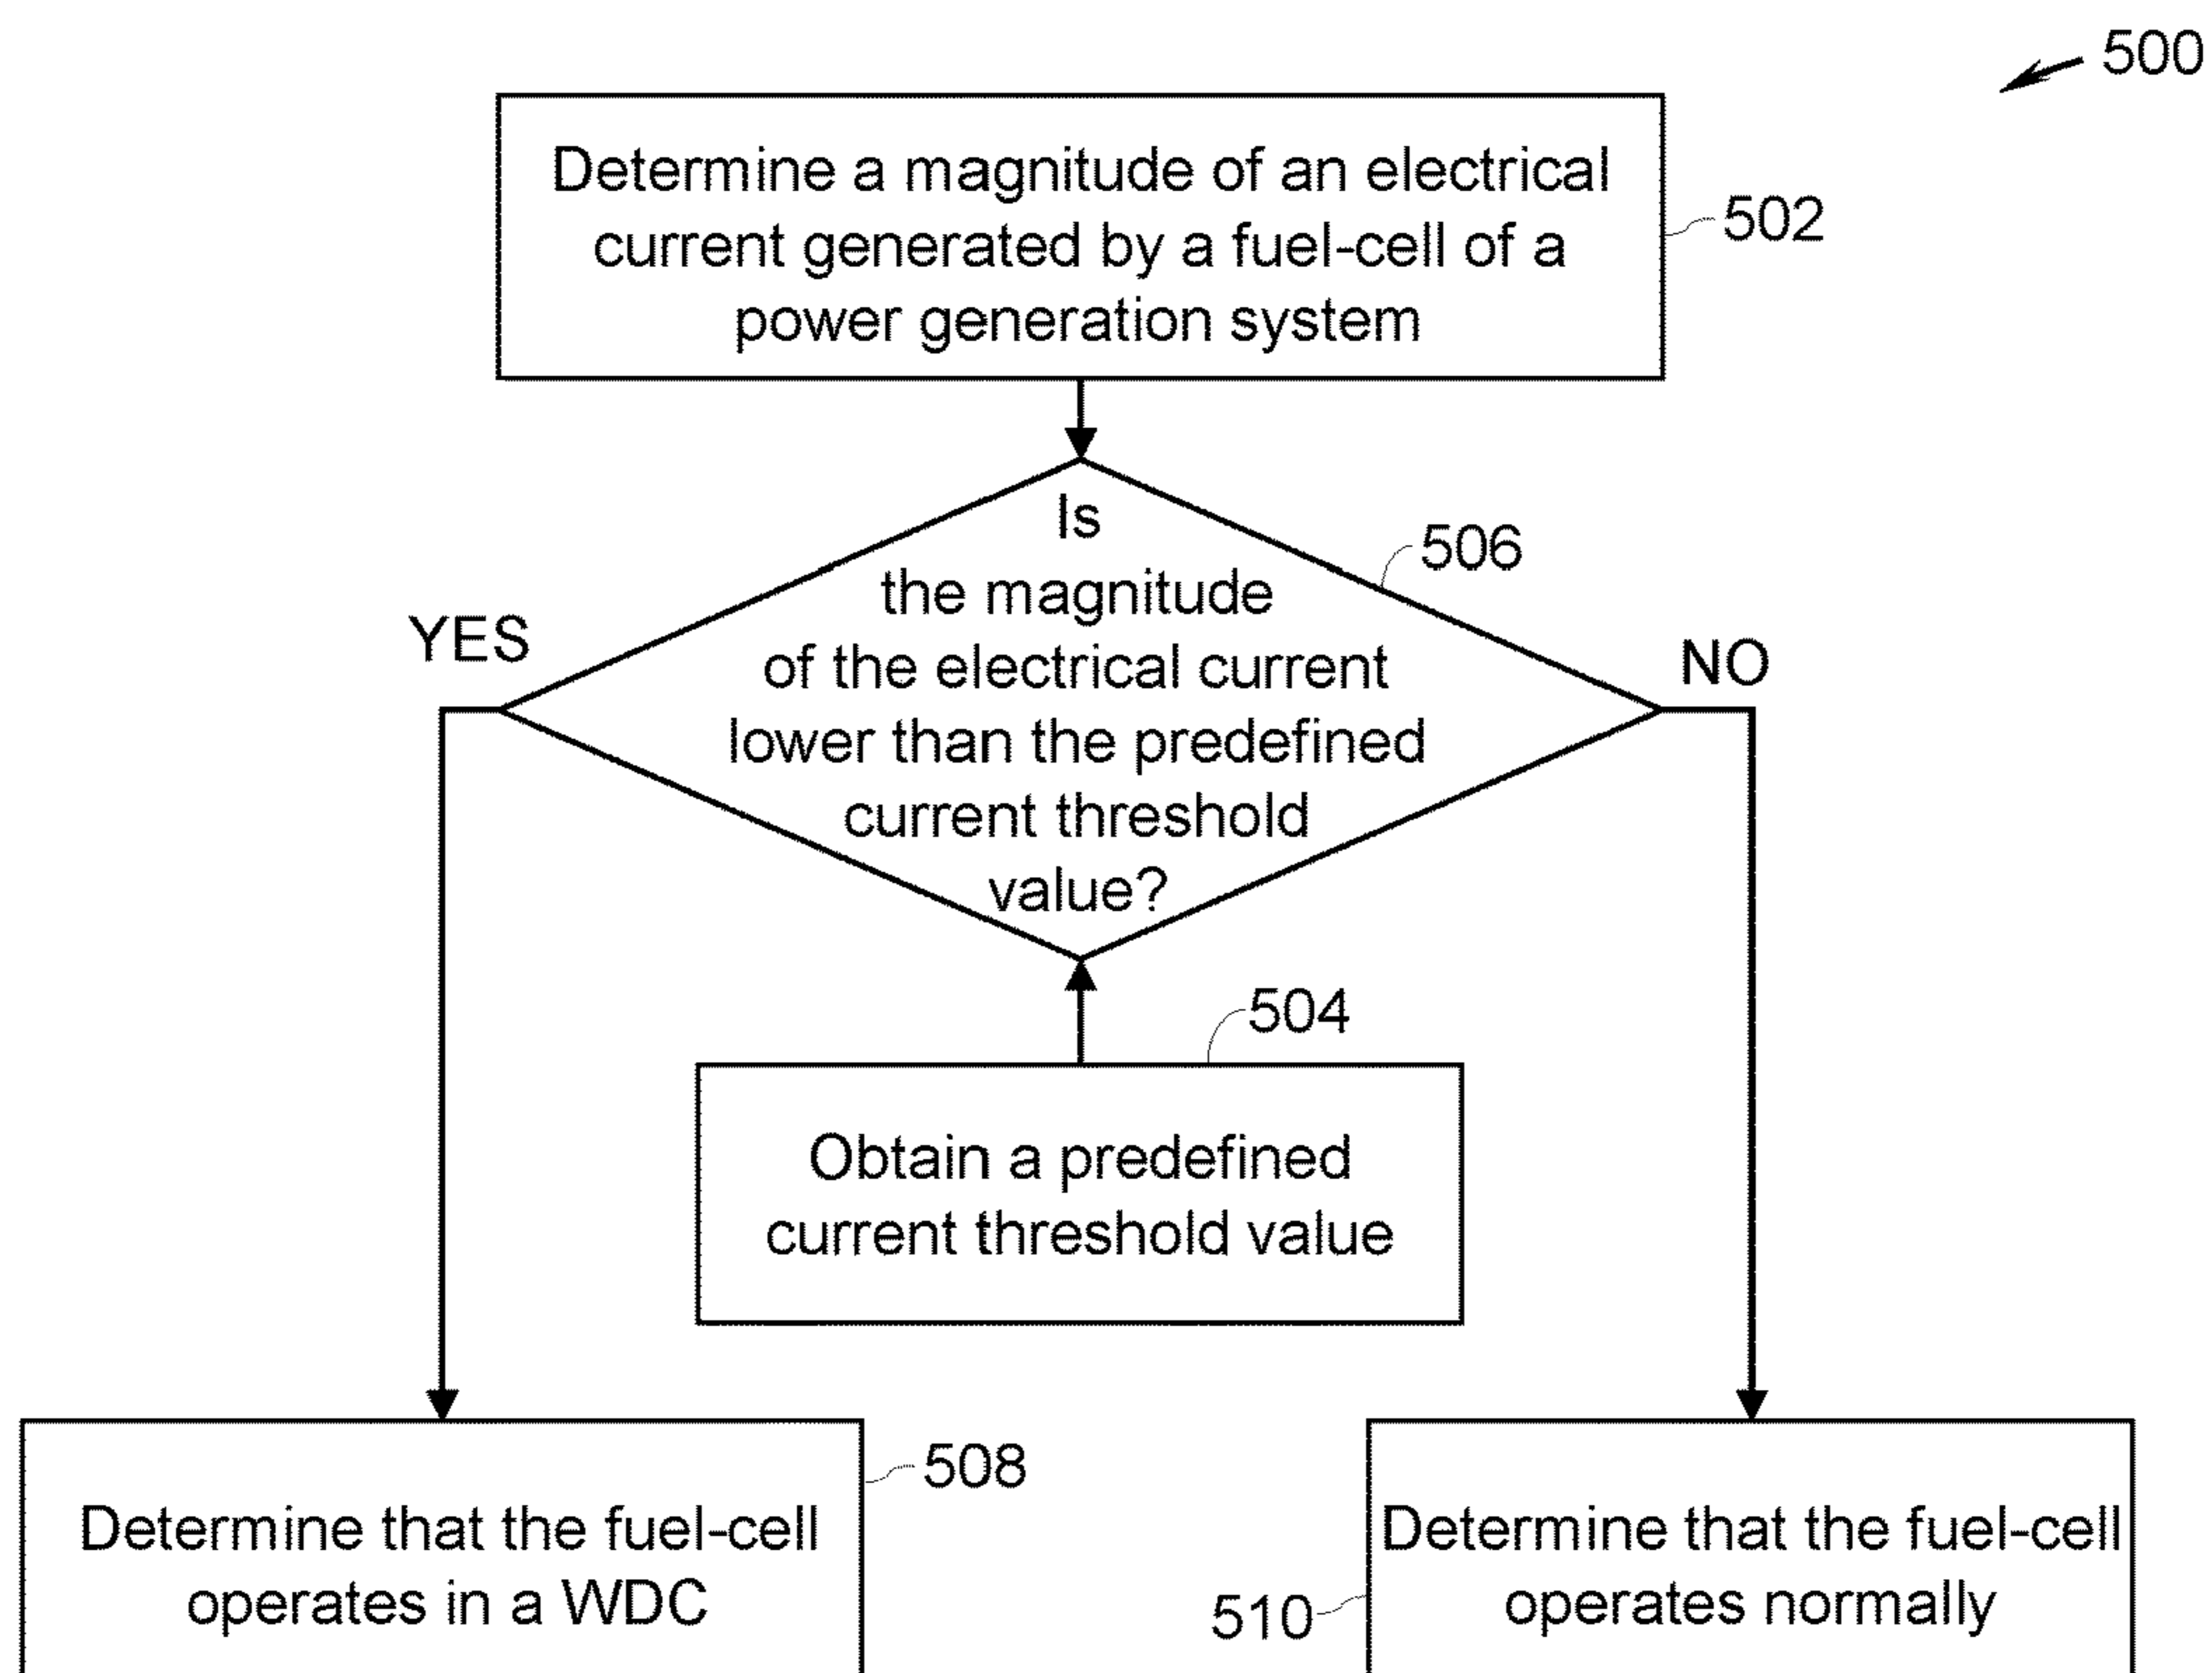 500
Determine a magnitude of an electrical
current generated by a fuel-cell of a
power generation system
502
Is
the magnitude
of the electrical current
lower than the predefined
current threshold
value?
506
YES
NO
504
Obtain a predefined
current threshold value
Determine that the fuel-cell
operates in a WDC
508
Determine that the fuel-cell
operates normally
510